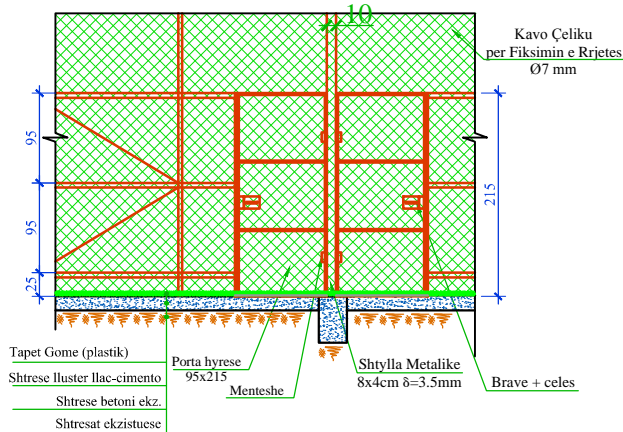 10
Kavo Çeliku
per Fiksimin e Rrjetes
Ø7 mm
95
95
25
215
Tapet Gome (plastik)
Shtrese lluster llac-cimento
Shtrese betoni ekz.
Shtresat ekzistuese
Porta hyrese
95x215
Menteshe
Shtylla Metalike
8x4cm δ=3.5mm
Brave + celes